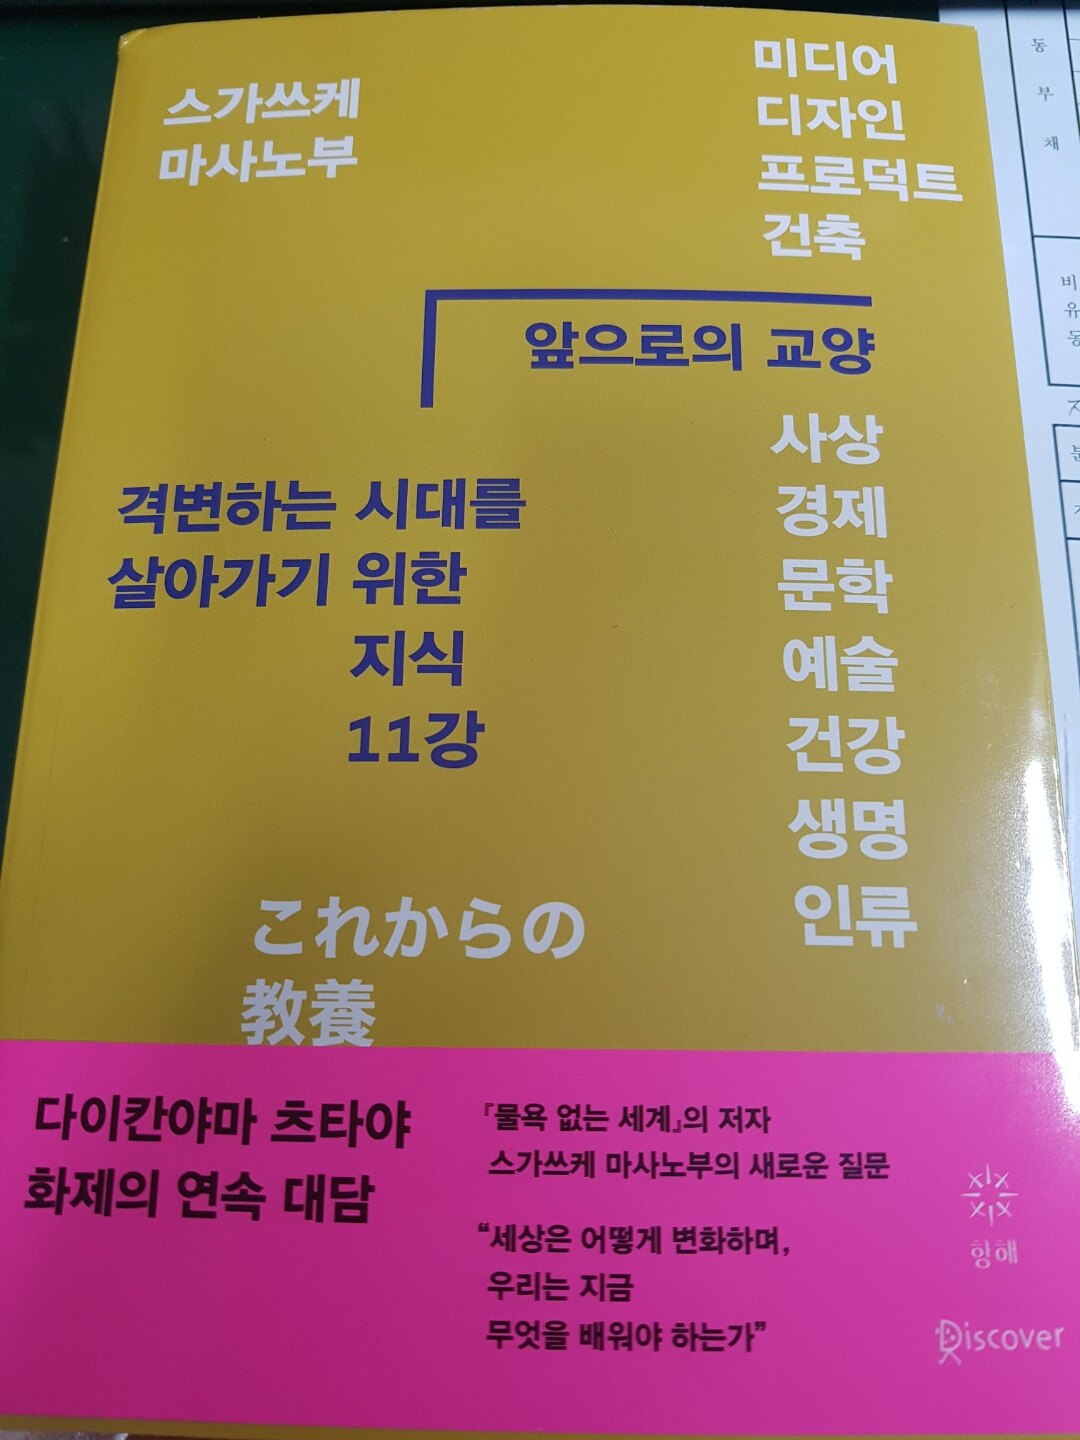 스가쓰케
마사노부
미디어
디자인
프로덕트
건축
앞으로의 교양
사상
경제
문학
예술
건강
생명
인류
격변하는 시대를
살아가기 위한
지식
11강
これからの
教養
다이칸야마 츠타야
화제의 연속 대담
『물욕 없는 세계』의 저자
스가쓰케 마사노부의 새로운 질문
“세상은 어떻게 변화하며,
우리는 지금
무엇을 배워야 하는가”
항해
Discover
동
부
채
비
유
동